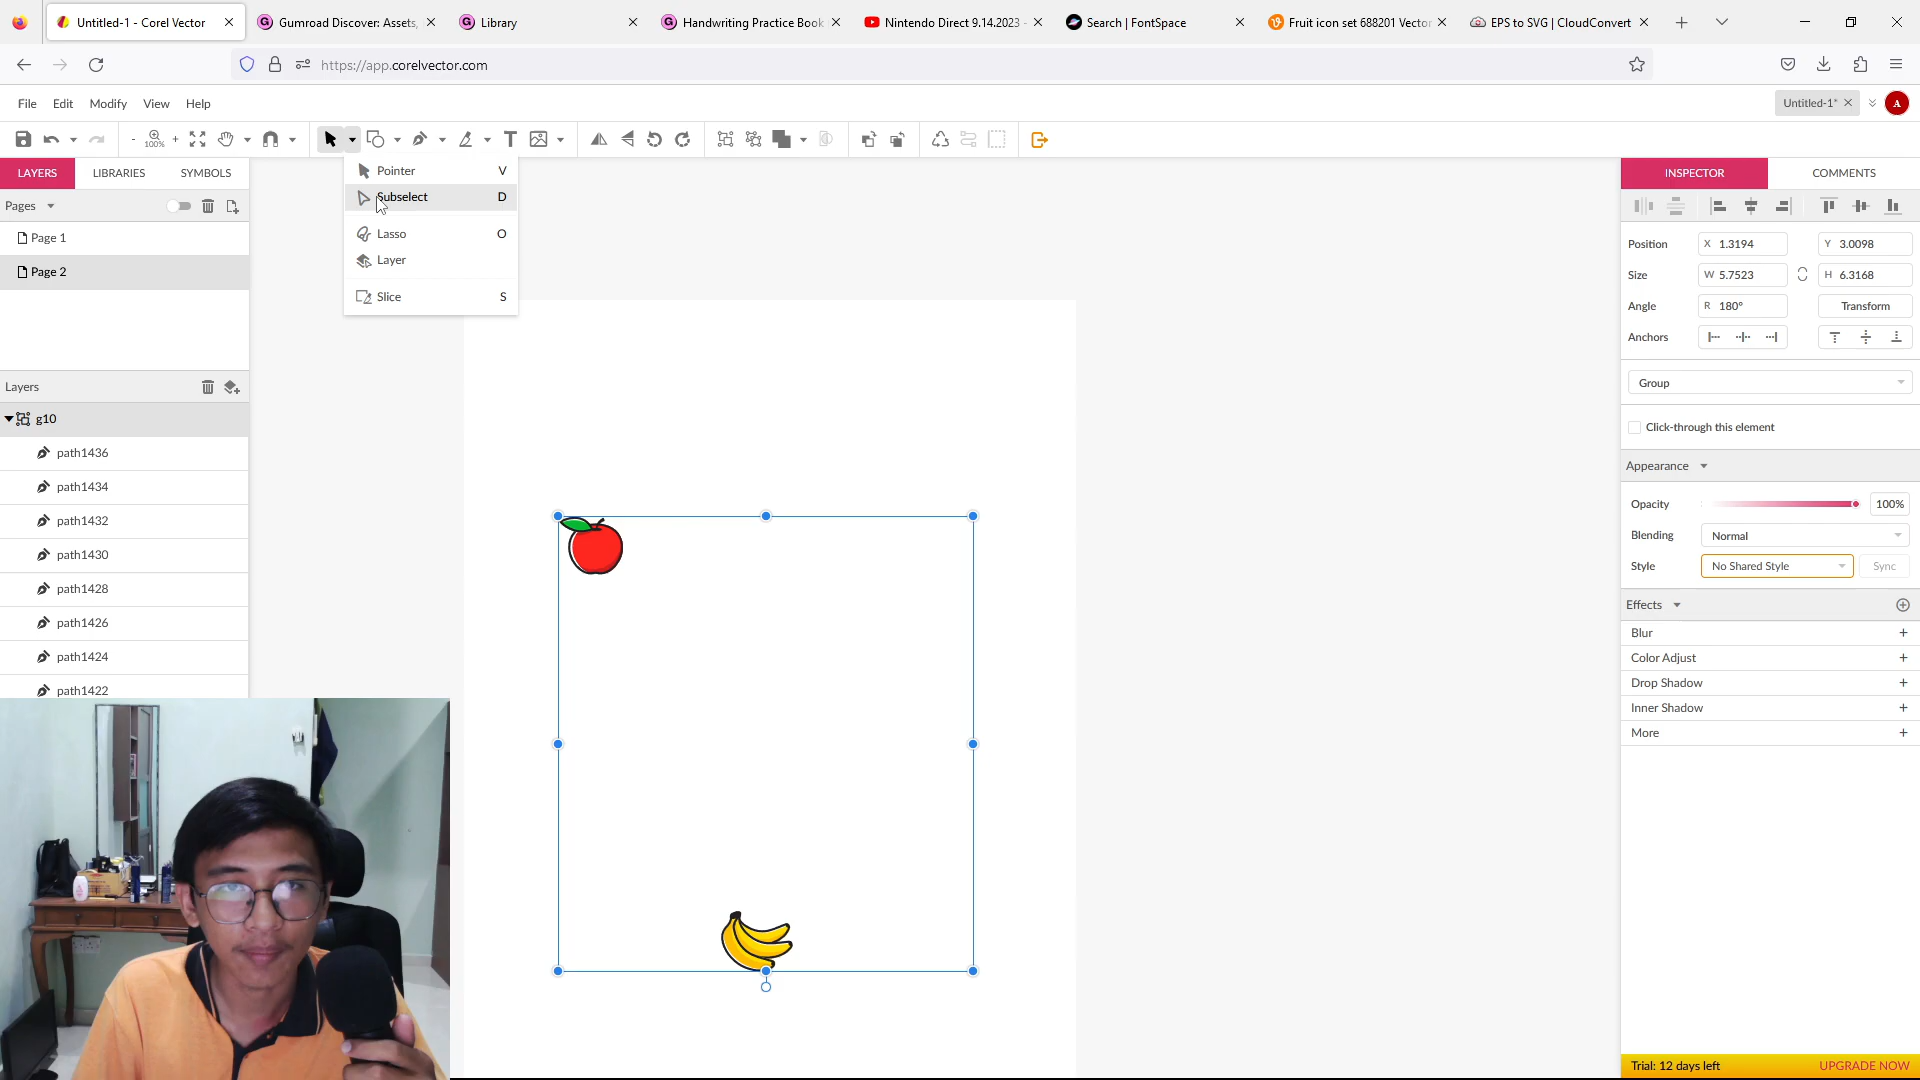 Untitled-1 - Corel Vector
Gumroad Discover: Assets,
Library
Handwriting Practice Book
Nintendo Direct 9.14.2023 -
Search | FontSpace
Fruit icon set 688201 Vector
EPS to SVG | CloudConvert
https://app.corelvector.com
File Edit Modify View Help
Untitled-1*
A
- 100% +
LAYERS LIBRARIES SYMBOLS
Pages
Page 1
Page 2
Layers
g10
path1436
path1434
path1432
path1430
path1428
path1426
path1424
path1422
Pointer V
Subselect D
Lasso O
Layer
Slice S
INSPECTOR COMMENTS
Position X 1.3194 Y 3.0098
Size W 5.7523 H 6.3168
Angle R 180° Transform
Anchors
Group
Click-through this element
Appearance
Opacity 100%
Blending Normal
Style No Shared Style Sync
Effects
Blur +
Color Adjust +
Drop Shadow +
Inner Shadow +
More +
Trial: 12 days left UPGRADE NOW